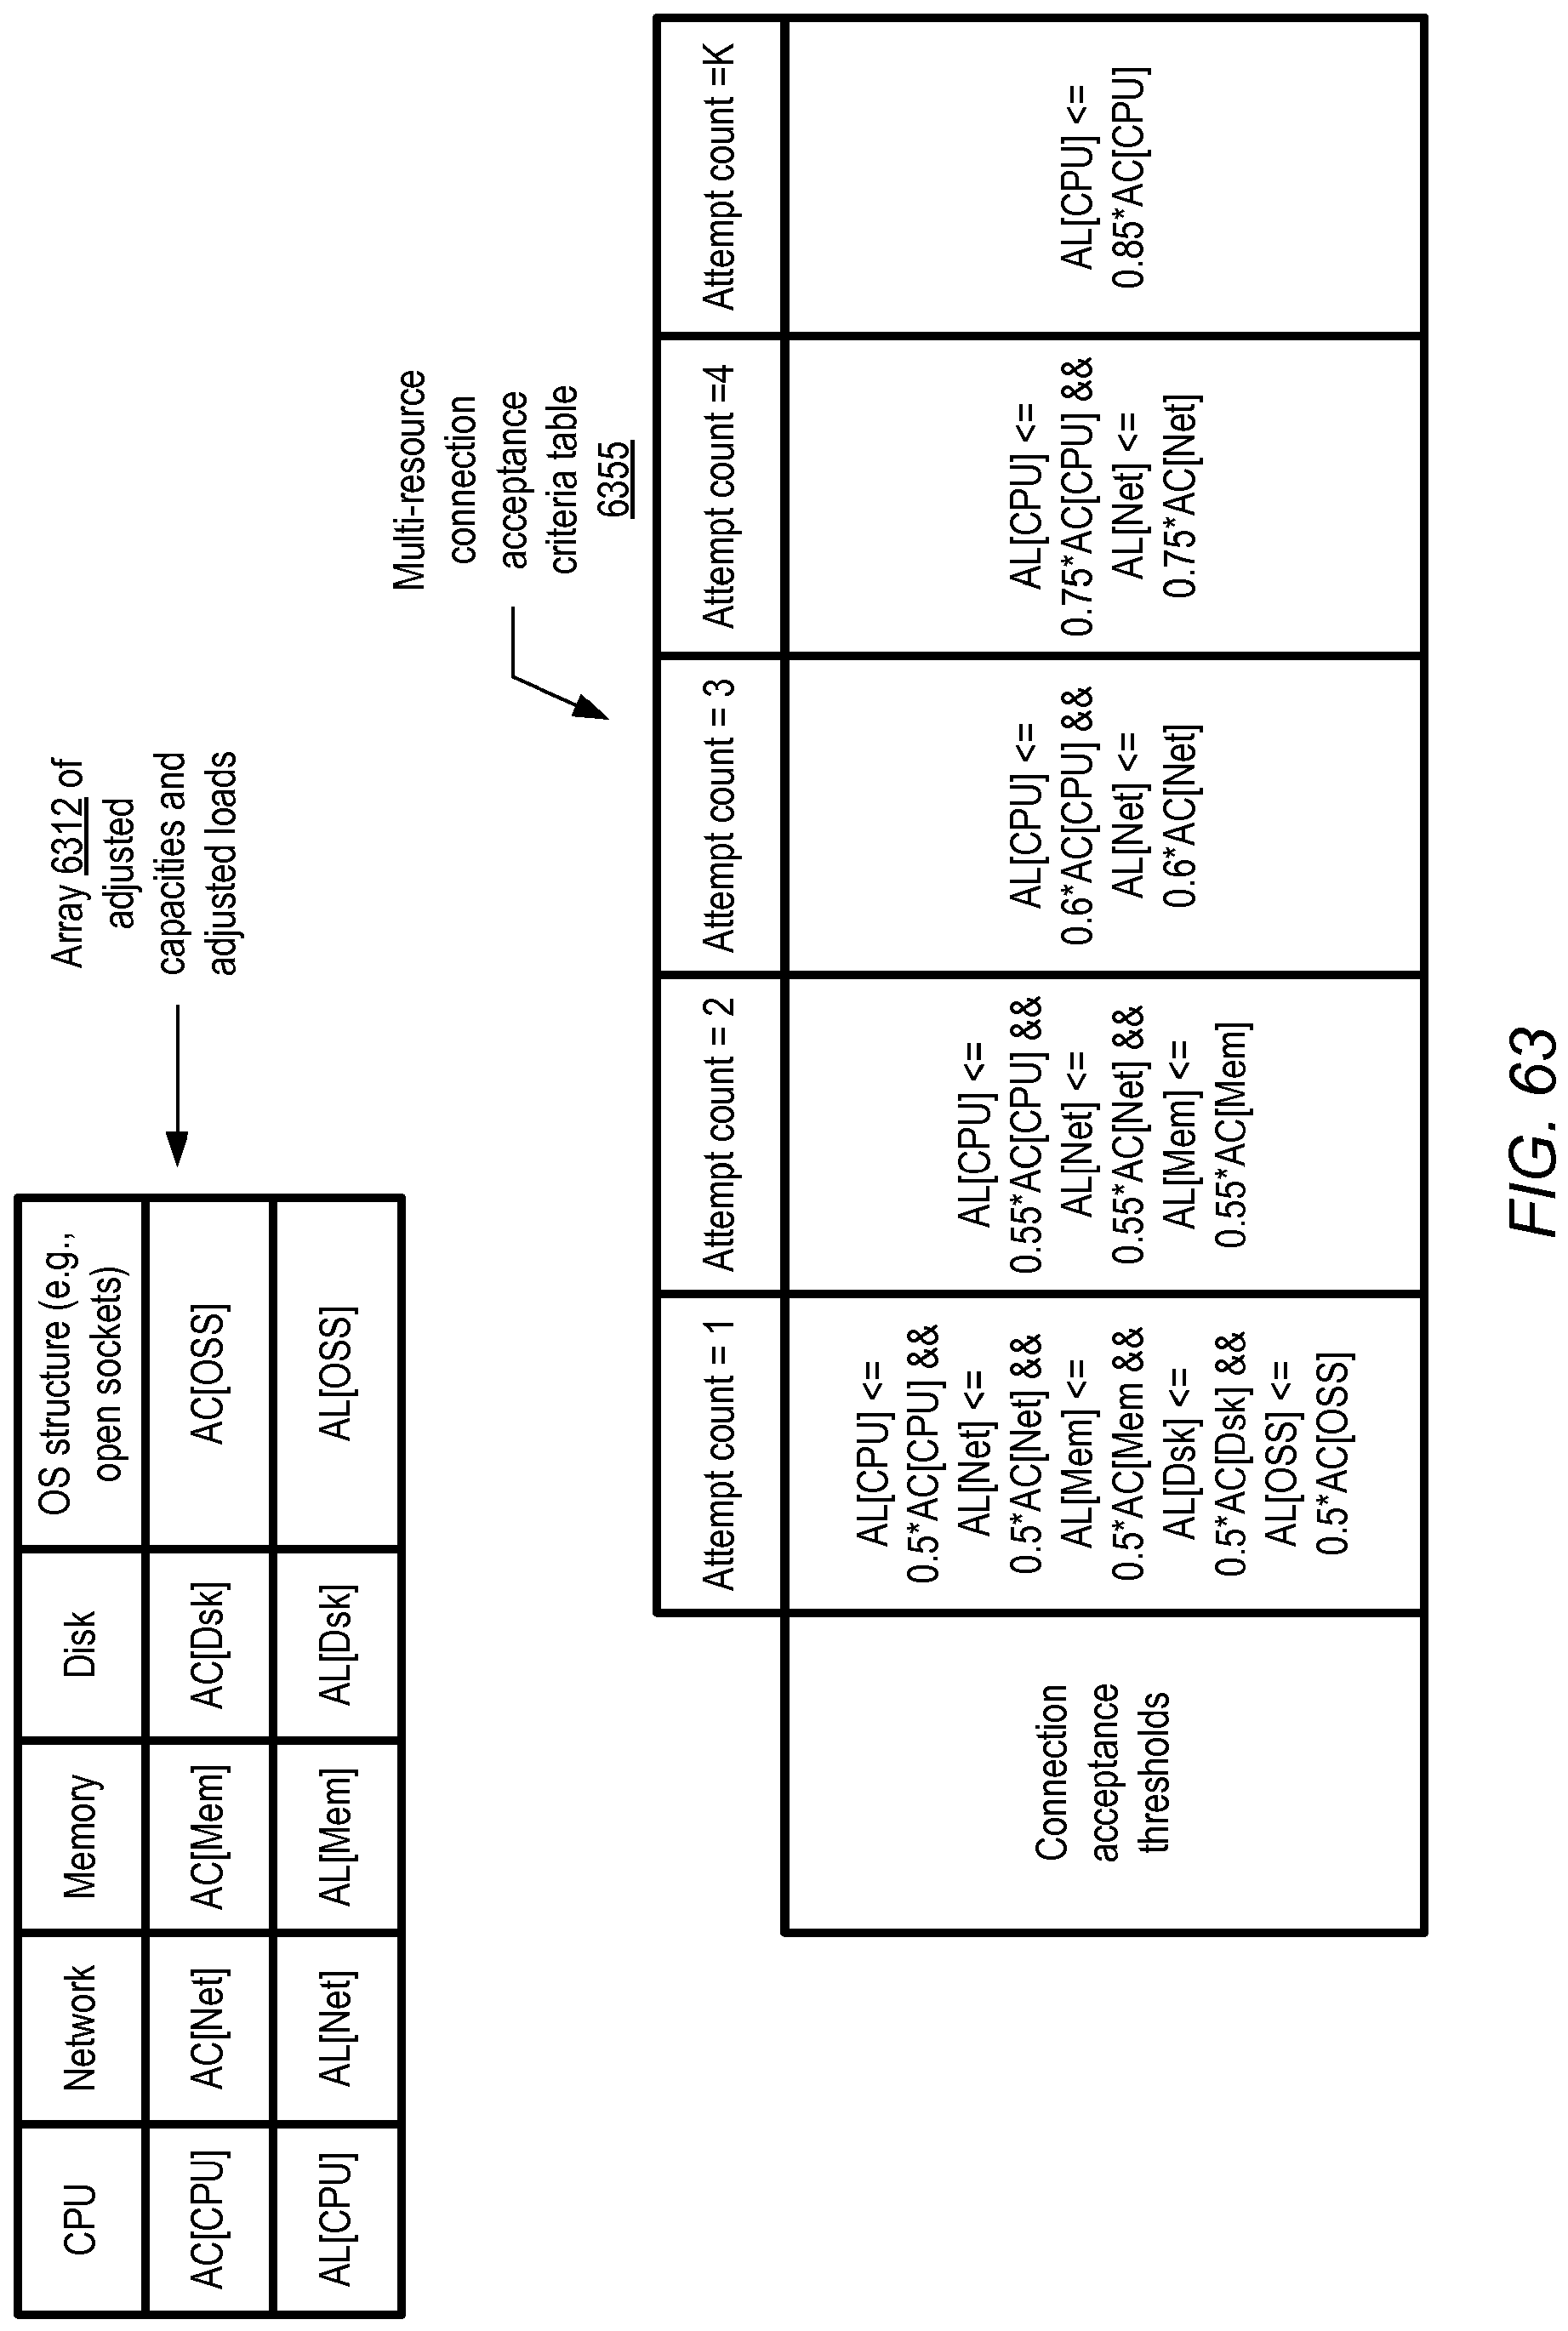 CPU
Network
Memory
Disk
OS structure (e.g.,
open sockets)
AC[CPU]
AC[Net]
AC[Mem]
AC[Dsk]
AC[OSS]
AL[CPU]
AL[Net]
AL[Mem]
AL[Dsk]
AL[OSS]
Array 6312 of
adjusted
capacities and
adjusted loads
Multi-resource
connection
acceptance
criteria table
6355
Attempt count = 1
Attempt count = 2
Attempt count = 3
Attempt count =4
Attempt count =K
Connection
acceptance
thresholds
AL[CPU] <=
0.5*AC[CPU] &&
AL[Net] <=
0.5*AC[Net] &&
AL[Mem] <=
0.5*AC[Mem &&
AL[Dsk] <=
0.5*AC[Dsk] &&
AL[OSS] <=
0.5*AC[OSS]
AL[CPU] <=
0.55*AC[CPU] &&
AL[Net] <=
0.55*AC[Net] &&
AL[Mem] <=
0.55*AC[Mem]
AL[CPU] <=
0.6*AC[CPU] &&
AL[Net] <=
0.6*AC[Net]
AL[CPU] <=
0.75*AC[CPU] &&
AL[Net] <=
0.75*AC[Net]
AL[CPU] <=
0.85*AC[CPU]
FIG. 63